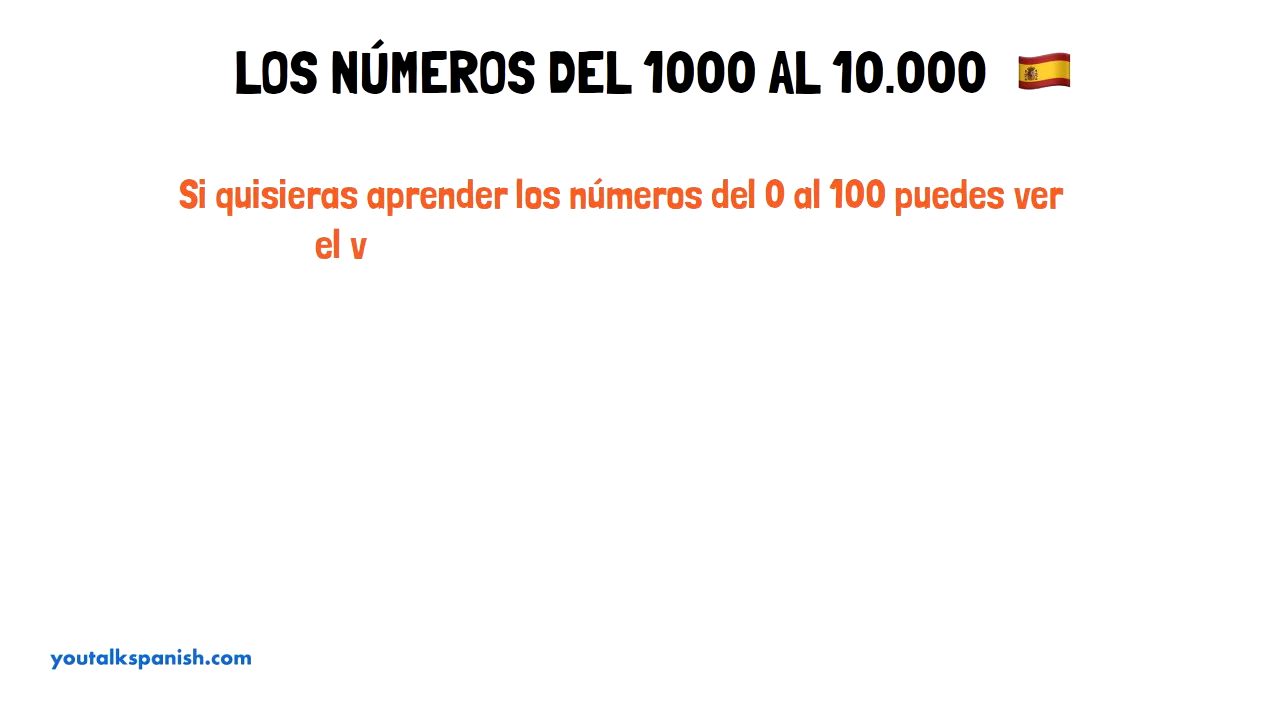 LOS NÚMEROS DEL 1000 AL 10.000 🇪🇸
Si quisieras aprender los números del 0 al 100 puedes ver
el v
youtalkspanish.com